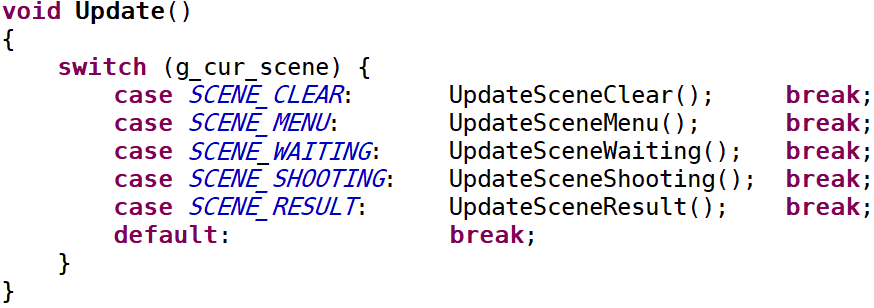 void Update()
{
    switch (g_cur_scene) {
        case SCENE_CLEAR:       UpdateSceneClear();     break;
        case SCENE_MENU:        UpdateSceneMenu();      break;
        case SCENE_WAITING:     UpdateSceneWaiting();   break;
        case SCENE_SHOOTING:    UpdateSceneShooting();  break;
        case SCENE_RESULT:      UpdateSceneResult();    break;
        default:                break;
    }
}